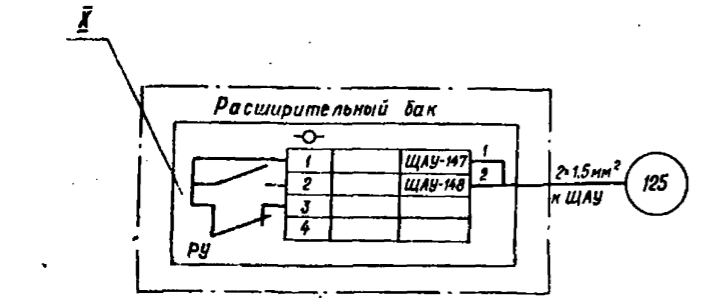 X̄
Расширительный бак
1 ЩАУ-147 1
2 ЩАУ-148 2
3
4
РУ
2×1.5мм²
к ЩАУ
125